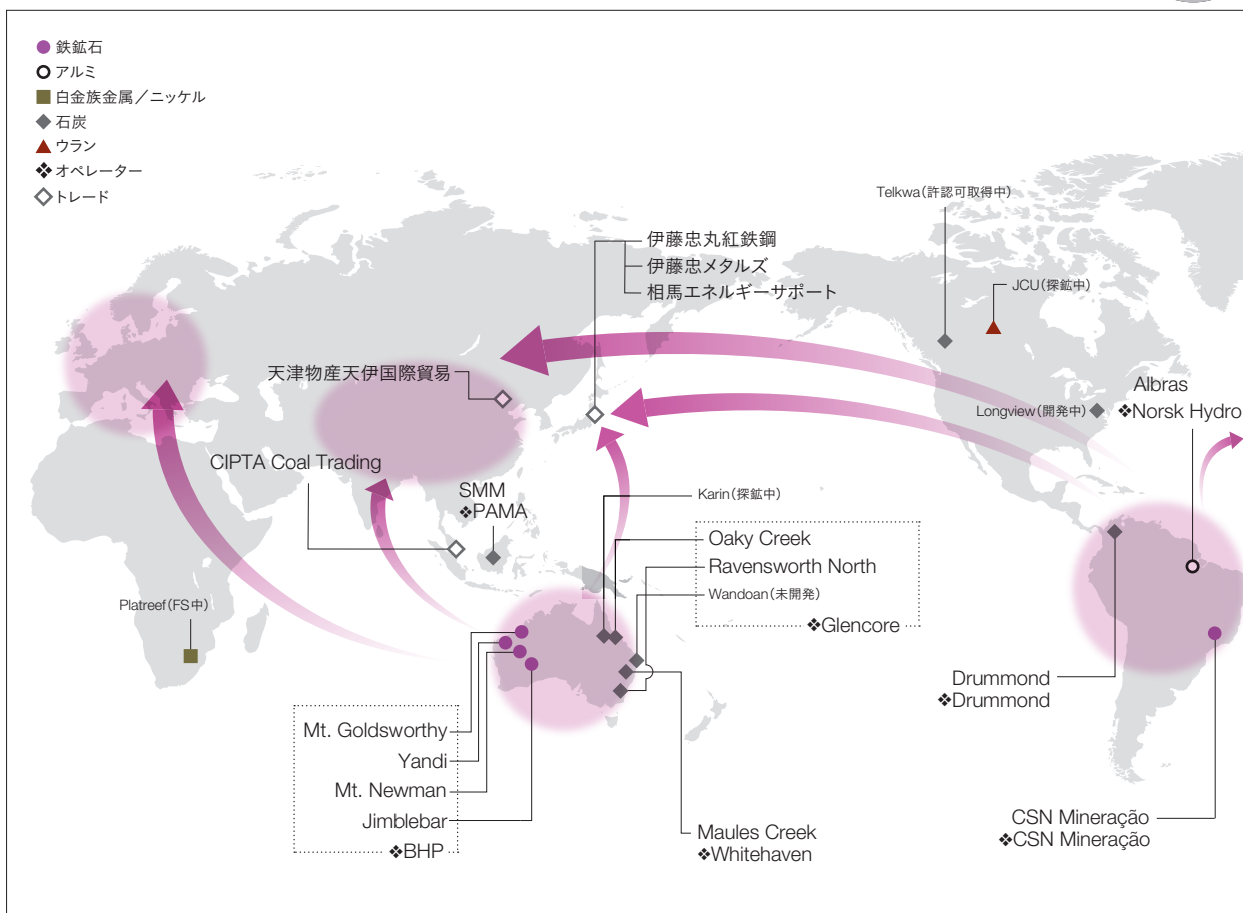 鉄鉱石
アルミ
白金族金属／ニッケル
石炭
ウラン
❖オペレーター
トレード
Telkwa（許認可取得中）
伊藤忠丸紅鉄鋼
伊藤忠メタルズ
相馬エネルギーサポート
JCU（探鉱中）
天津物産天伊国際貿易
Albras
❖Norsk Hydro
Longview（開発中）
CIPTA Coal Trading
SMM
❖PAMA
Karin（探鉱中）
Oaky Creek
Ravensworth North
Wandoan（未開発）
❖Glencore
Platreef（FS中）
Drummond
❖Drummond
Mt. Goldsworthy
Yandi
Mt. Newman
Jimblebar
❖BHP
Maules Creek
❖Whitehaven
CSN Mineração
❖CSN Mineração